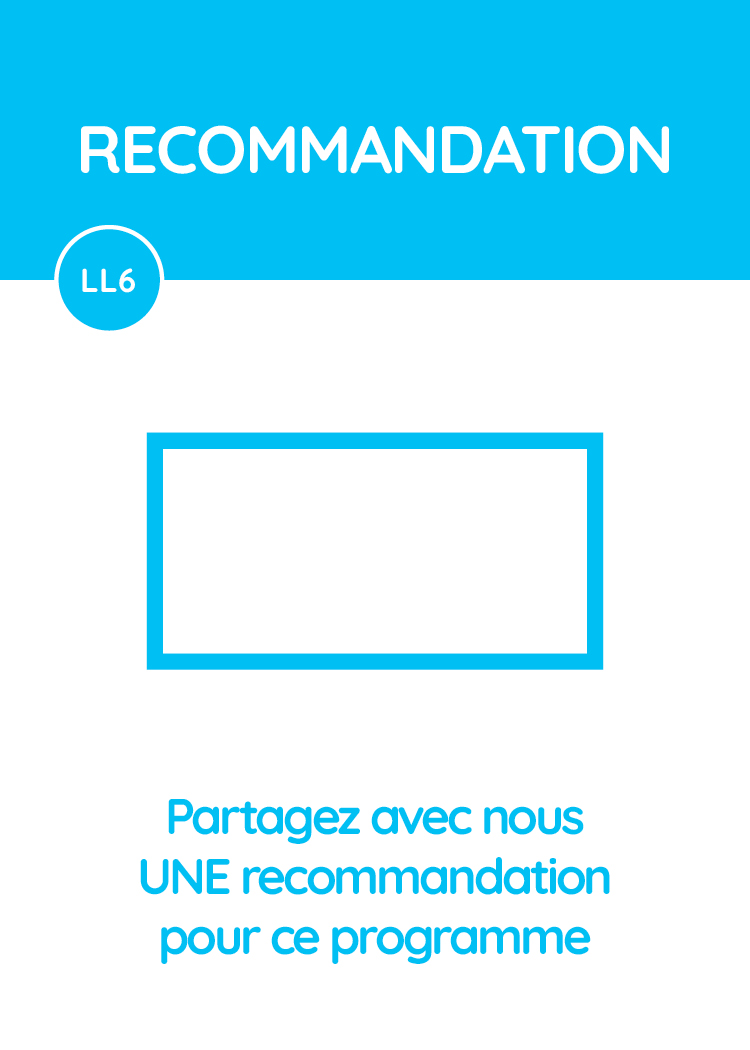 RECOMMANDATION
LL6
Partagez avec nous
UNE recommandation
pour ce programme